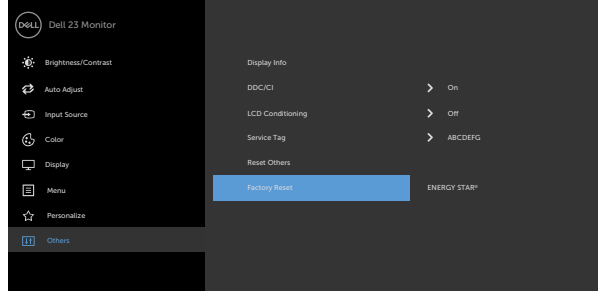 DELL Dell 23 Monitor
Brightness/Contrast
Auto Adjust
Input Source
Color
Display
Menu
Personalize
Others
Display Info
DDC/CI > On
LCD Conditioning > Off
Service Tag > ABCDEFG
Reset Others
Factory Reset ENERGY STAR®